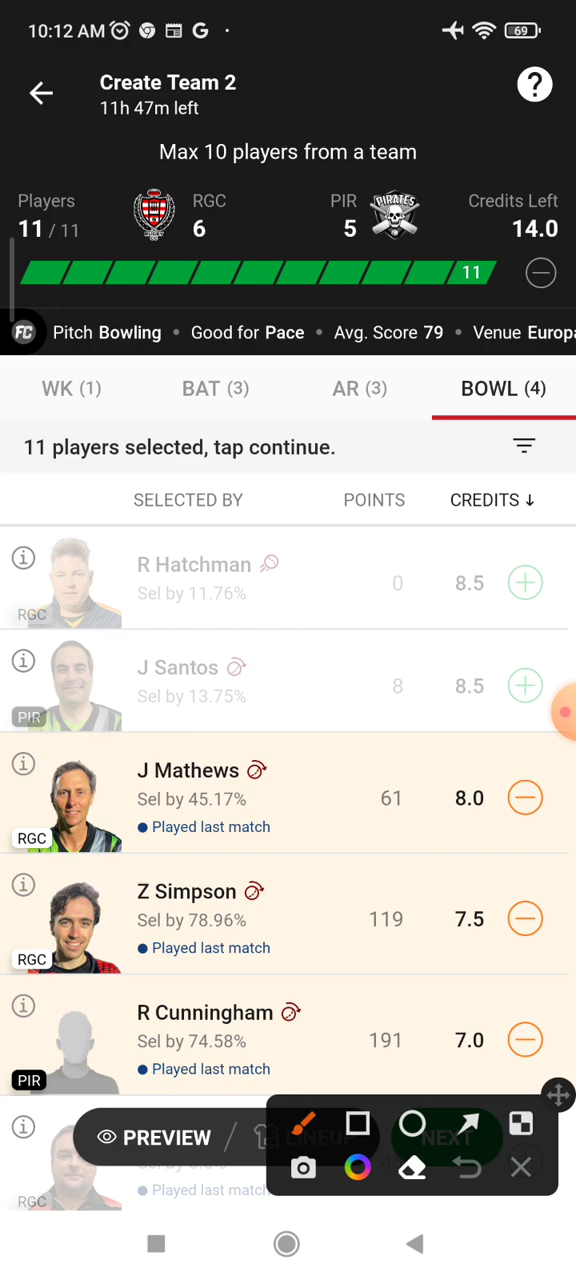 10:12 AM
69
Create Team 2
11h 47m left
?
Max 10 players from a team
Players
RGC
PIR
PIRATES
Credits Left
11 / 11
6
5
14.0
11
FC Pitch Bowling • Good for Pace • Avg. Score 79 • Venue Europa
WK (1)
BAT (3)
AR (3)
BOWL (4)
11 players selected, tap continue.
SELECTED BY
POINTS
CREDITS ↓
R Hatchman
Sel by 11.76%
0
8.5
RGC
J Santos
Sel by 13.75%
8
8.5
PIR
J Mathews
Sel by 45.17%
61
8.0
Played last match
RGC
Z Simpson
Sel by 78.96%
119
7.5
Played last match
RGC
R Cunningham
Sel by 74.58%
191
7.0
Played last match
PIR
PREVIEW
LINEUP
NEXT
Played last match
RGC